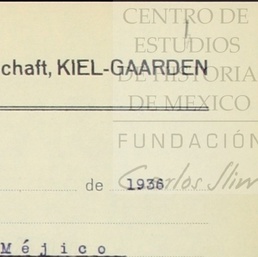 CENTRO DE
ESTUDIOS
chaft, KIEL-GAARDEN
DE HISTORIA
DE MEXICO
FUNDACIÓN
de 1936
Carlos Slim
Méjico